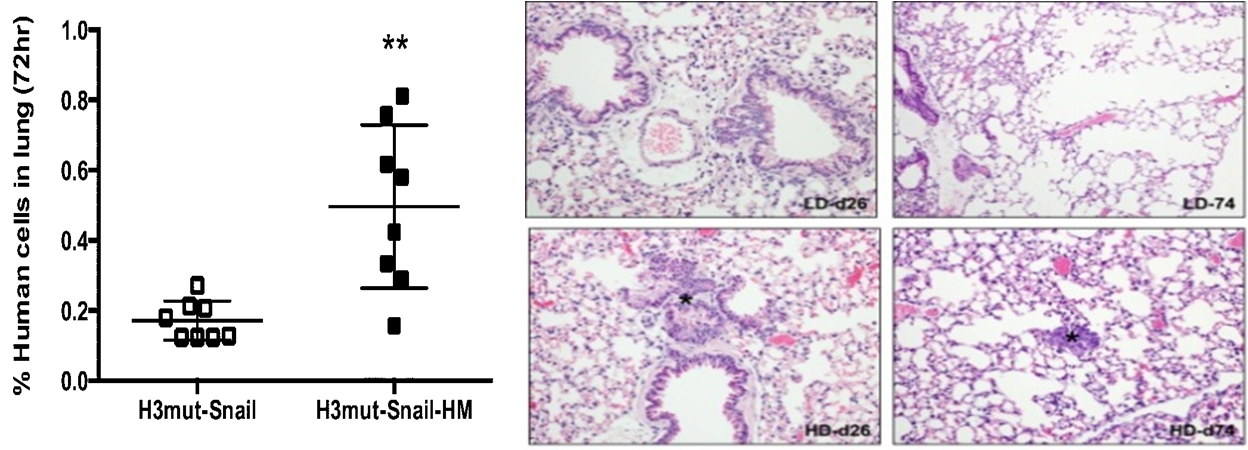 % Human cells in lung (72hr)
1.0
0.8
0.6
0.4
0.2
0.0
**
H3mut-Snail
H3mut-Snail-HM
LD-d26
LD-74
*
HD-d26
*
HD-d74